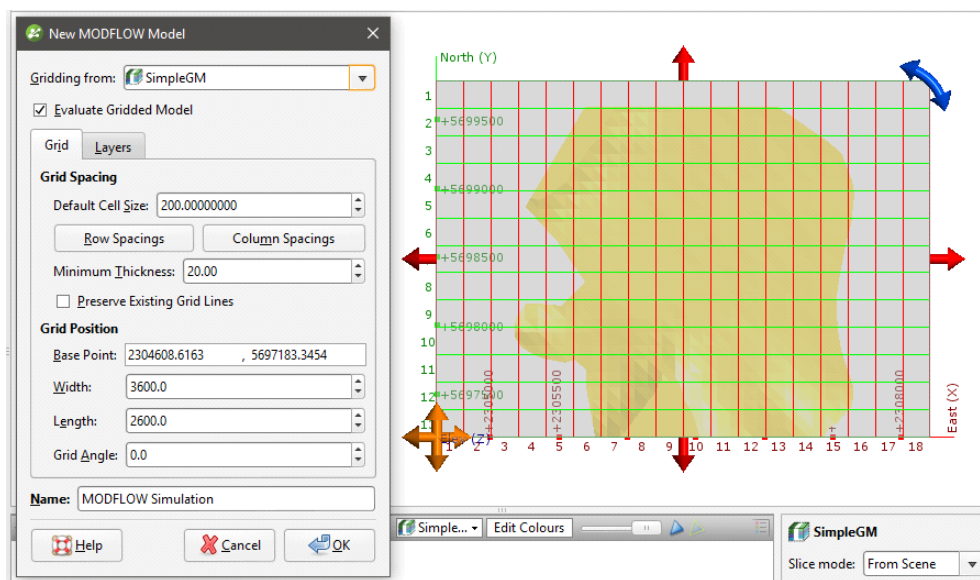 New MODFLOW Model
Gridding from: SimpleGM
Evaluate Gridded Model
Grid Layers
Grid Spacing
Default Cell Size: 200.00000000
Row Spacings Column Spacings
Minimum Thickness: 20.00
Preserve Existing Grid Lines
Grid Position
Base Point: 2304608.6163 , 5697183.3454
Width: 3600.0
Length: 2600.0
Grid Angle: 0.0
Name: MODFLOW Simulation
Help Cancel OK
North (Y)
1
2 +5699500
3
4 +5699000
5
6
7 +5698500
8
9 +5698000
10
11
12 +5697500
13
(Z)
1 2 3 4 5 6 7 8 9 10 11 12 13 14 15 16 17 18
+2305000
+2305500
+2308000
East (X)
Simple... Edit Colours
SimpleGM
Slice mode: From Scene